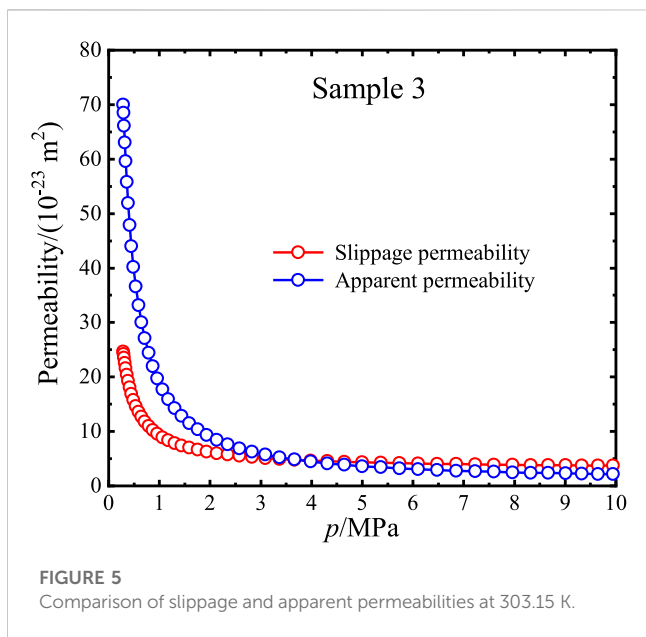 Sample 3
Slippage permeability
Apparent permeability
Permeability/(10⁻²³ m²)
80
70
60
50
40
30
20
10
0
0 1 2 3 4 5 6 7 8 9 10
p/MPa
FIGURE 5
Comparison of slippage and apparent permeabilities at 303.15 K.